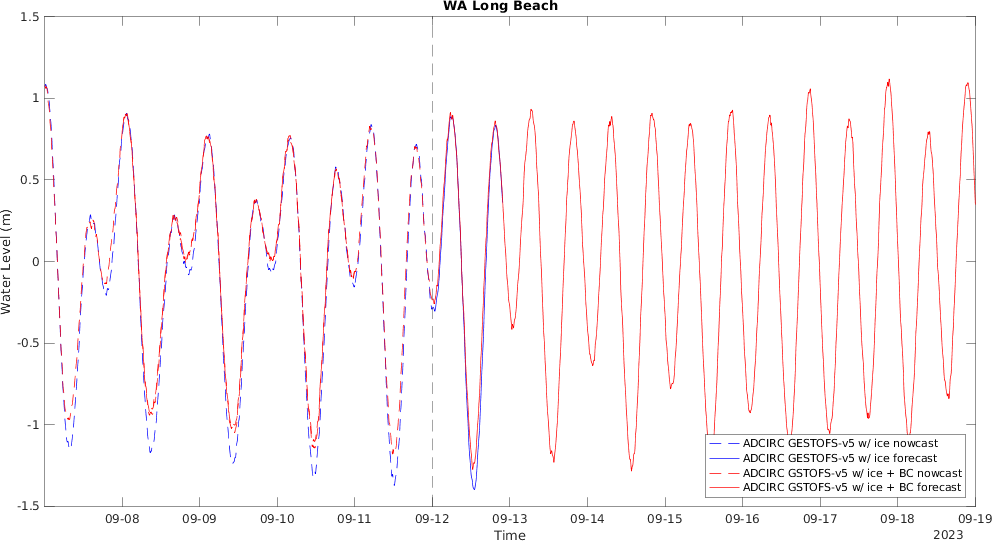 WA Long Beach
1.5
1
0.5
0
-0.5
-1
-1.5
Water Level (m)
09-08 09-09 09-10 09-11 09-12 09-13 09-14 09-15 09-16 09-17 09-18 09-19
Time
2023
ADCIRC GESTOFS-v5 w/ ice nowcast
ADCIRC GESTOFS-v5 w/ ice forecast
ADCIRC GSTOFS-v5 w/ ice + BC nowcast
ADCIRC GSTOFS-v5 w/ ice + BC forecast